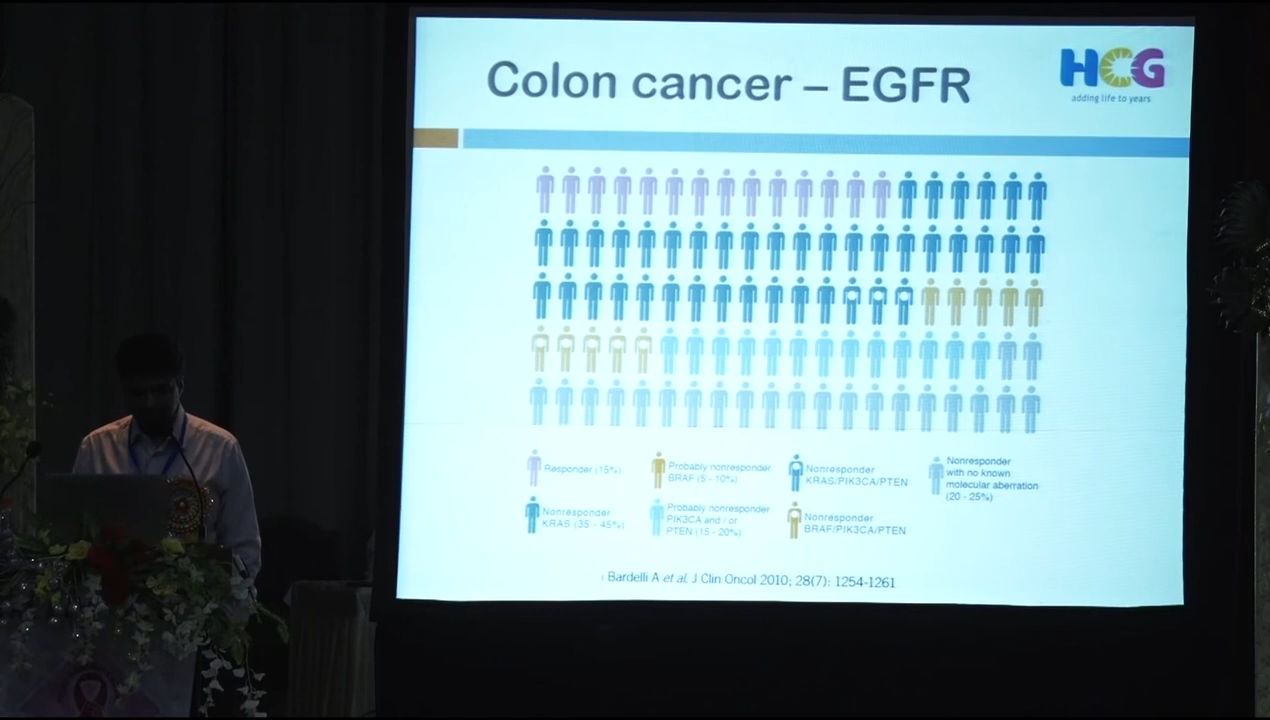 Colon cancer – EGFR
HCG
adding life to years
Responder (15%)
Probably nonresponder
BRAF (5 - 10%)
Nonresponder
KRAS/PIK3CA/PTEN
Nonresponder
with no known
molecular aberration
(20 - 25%)
Nonresponder
KRAS (35 - 45%)
Probably nonresponder
PIK3CA and / or
PTEN (15 - 20%)
Nonresponder
BRAF/PIK3CA/PTEN
Bardelli A et al. J Clin Oncol 2010; 28(7): 1254-1261